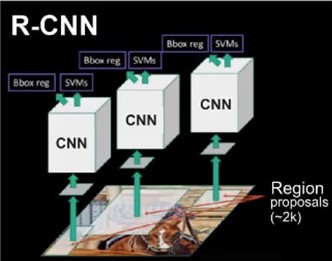 R-CNN
Bbox reg SVMs
Bbox reg SVMs
Bbox reg SVMs
CNN
CNN
CNN
Region
proposals
(~2k)